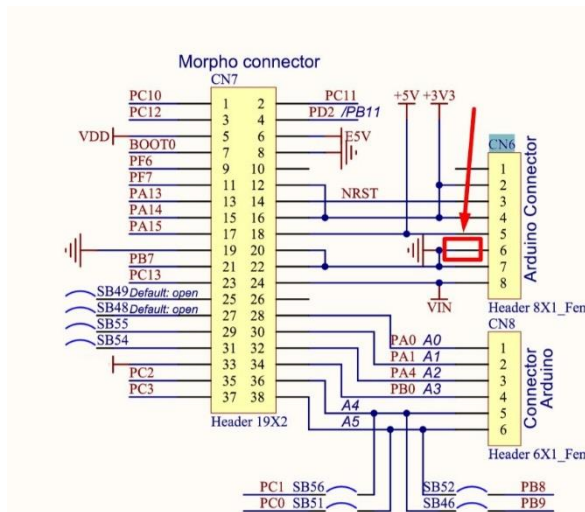 Morpho connector
CN7
+5V +3V3
PC10 1 2 PC11
PC12 3 4 PD2 /PB11
VDD 5 6 E5V
BOOT0 7 8
PF6 9 10
PF7 11 12
PA13 13 14 NRST
PA14 15 16
PA15 17 18
19 20
PB7 21 22
PC13 23 24
SB49 Default: open 25 26
SB48 Default: open 27 28
SB55 29 30
SB54 31 32
33 34
PC2 35 36 A4
PC3 37 38 A5
Header 19X2
CN6
1
2
3
4
5
6
7
8
Arduino Connector
VIN
Header 8X1_Fen
CN8
PA0 A0 1
PA1 A1 2
PA4 A2 3
PB0 A3 4
5
6
Connector
Arduino
Header 6X1_Fen
PC1 SB56 SB52 PB8
PC0 SB51 SB46 PB9